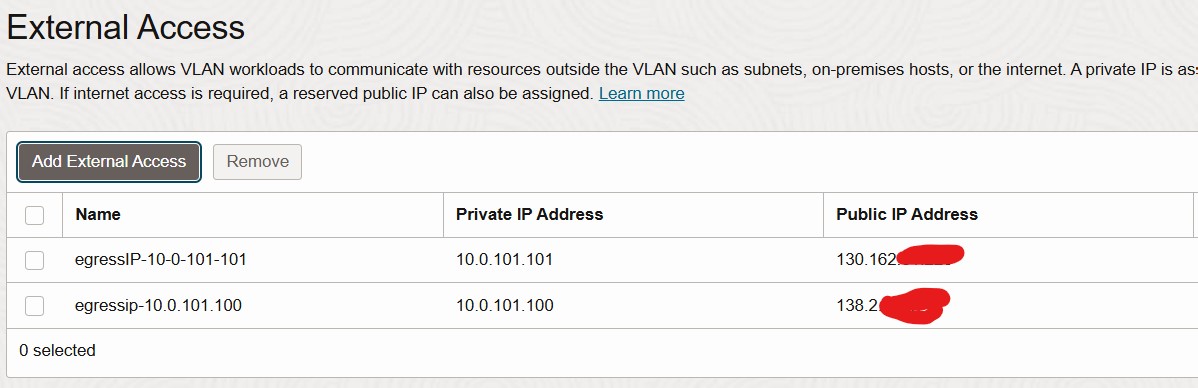 External Access
External access allows VLAN workloads to communicate with resources outside the VLAN such as subnets, on-premises hosts, or the internet. A private IP is as
VLAN. If internet access is required, a reserved public IP can also be assigned. Learn more
Add External Access Remove
Name Private IP Address Public IP Address
egressIP-10-0-101-101 10.0.101.101 130.162.
egressip-10.0.101.100 10.0.101.100 138.2.
0 selected